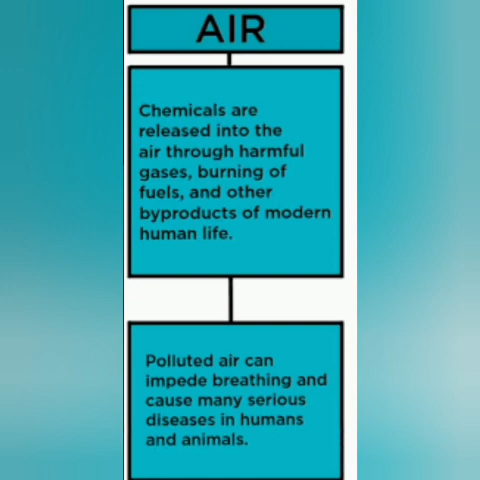 AIR
Chemicals are
released into the
air through harmful
gases, burning of
fuels, and other
byproducts of modern
human life.
Polluted air can
impede breathing and
cause many serious
diseases in humans
and animals.